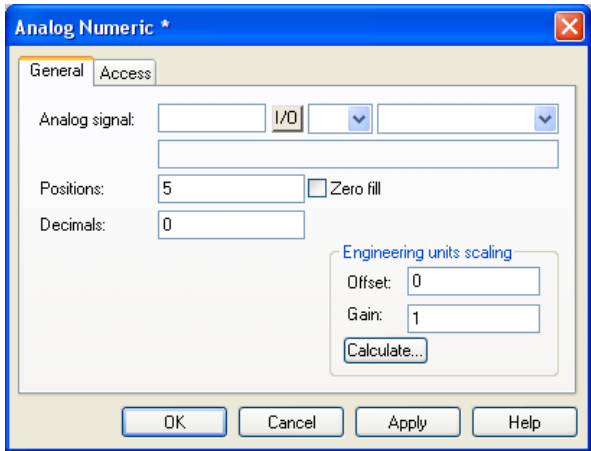 Analog Numeric *
General Access
Analog signal: I/O
Positions: 5 Zero fill
Decimals: 0
Engineering units scaling
Offset: 0
Gain: 1
Calculate...
OK Cancel Apply Help